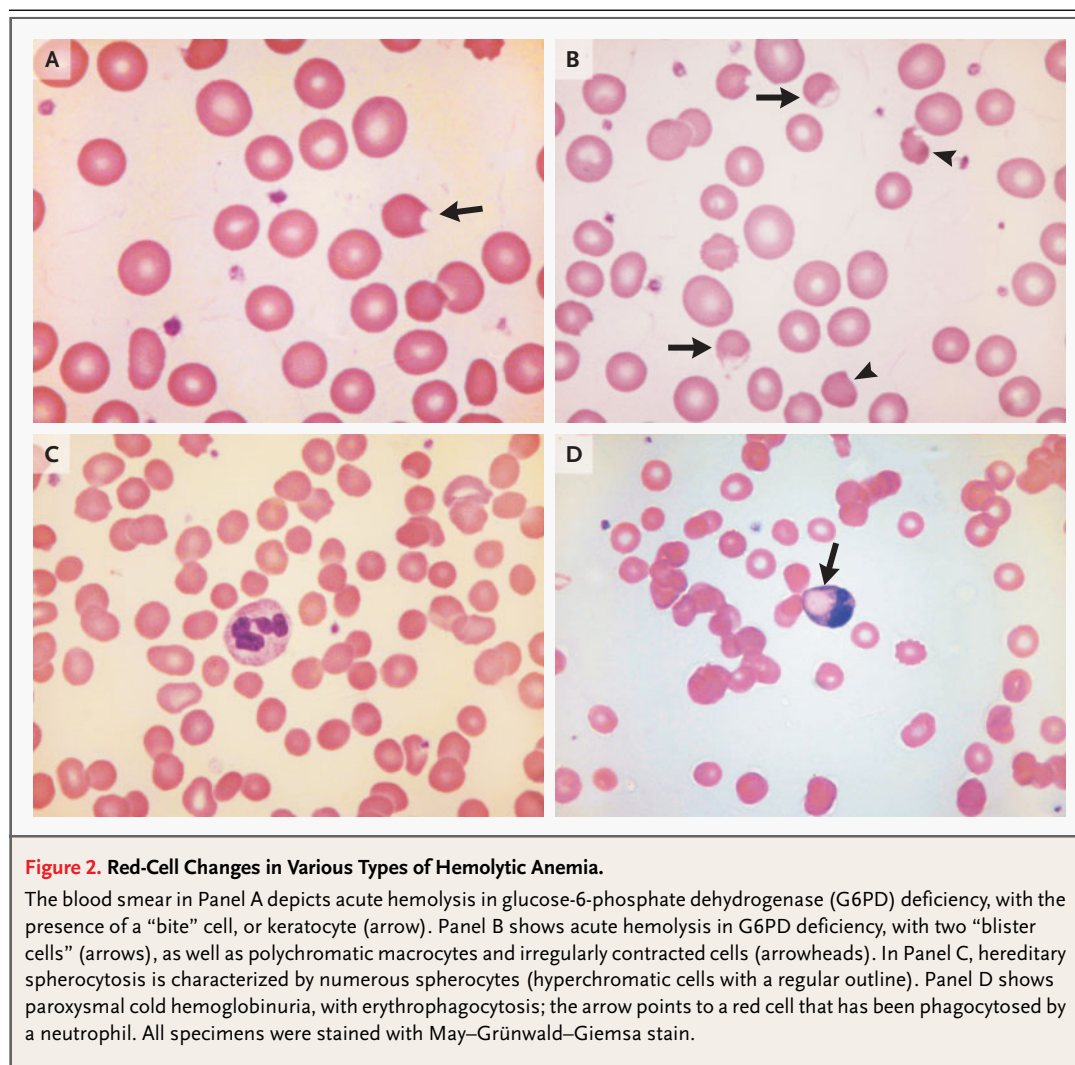 A
B
C
D
Figure 2. Red-Cell Changes in Various Types of Hemolytic Anemia.
The blood smear in Panel A depicts acute hemolysis in glucose-6-phosphate dehydrogenase (G6PD) deficiency, with the
presence of a “bite” cell, or keratocyte (arrow). Panel B shows acute hemolysis in G6PD deficiency, with two “blister
cells” (arrows), as well as polychromatic macrocytes and irregularly contracted cells (arrowheads). In Panel C, hereditary
spherocytosis is characterized by numerous spherocytes (hyperchromatic cells with a regular outline). Panel D shows
paroxysmal cold hemoglobinuria, with erythrophagocytosis; the arrow points to a red cell that has been phagocytosed by
a neutrophil. All specimens were stained with May–Grünwald–Giemsa stain.